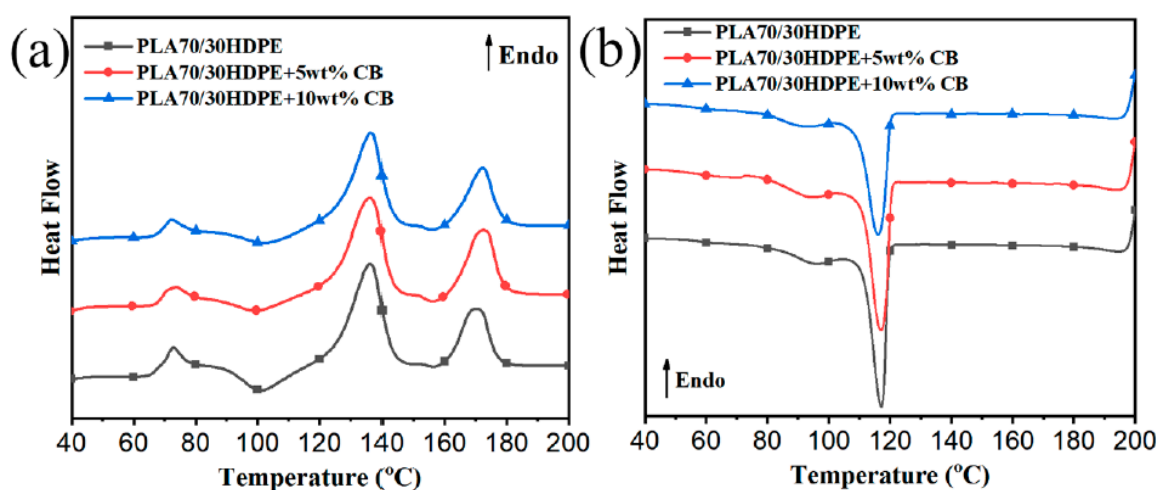 (a)
PLA70/30HDPE
PLA70/30HDPE+5wt% CB
PLA70/30HDPE+10wt% CB
Endo
Heat Flow
40 60 80 100 120 140 160 180 200
Temperature (°C)
(b)
PLA70/30HDPE
PLA70/30HDPE+5wt% CB
PLA70/30HDPE+10wt% CB
Heat Flow
Endo
40 60 80 100 120 140 160 180 200
Temperature (°C)